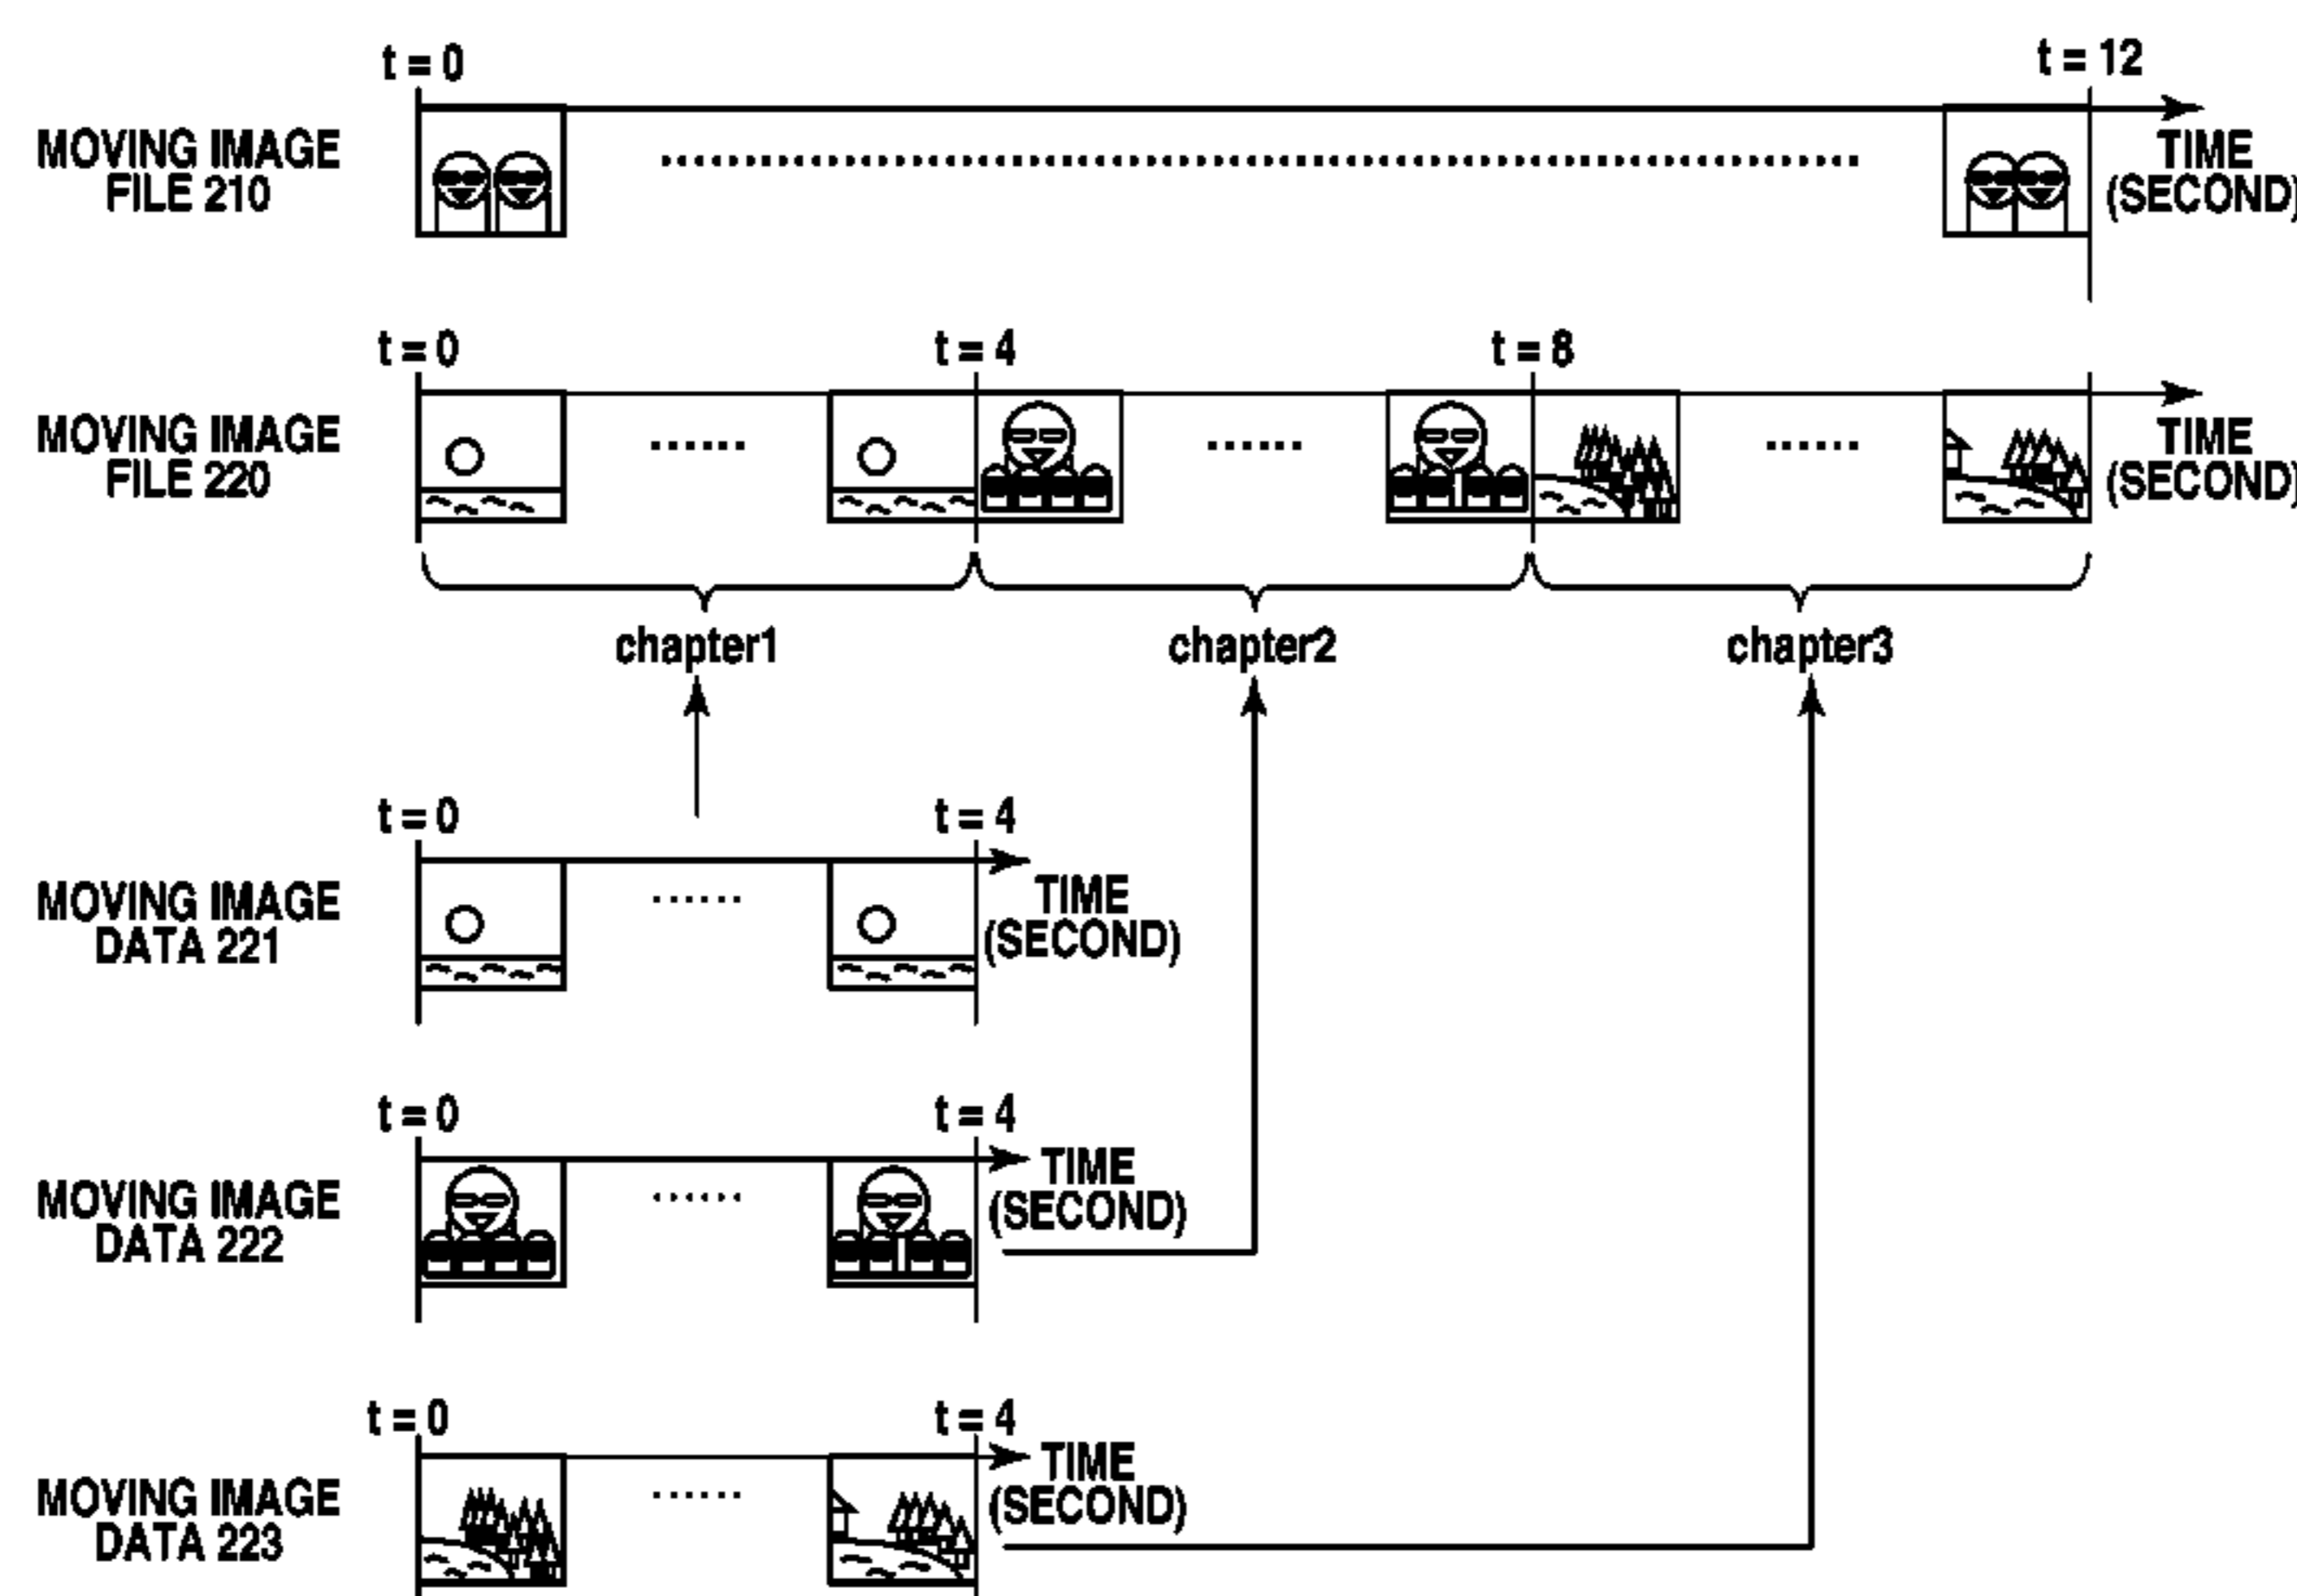 t = 0
t = 12
MOVING IMAGE
FILE 210
TIME
(SECOND)
t = 0
t = 4
t = 8
MOVING IMAGE
FILE 220
TIME
(SECOND)
chapter1
chapter2
chapter3
t = 0
t = 4
MOVING IMAGE
DATA 221
TIME
(SECOND)
t = 0
t = 4
MOVING IMAGE
DATA 222
TIME
(SECOND)
t = 0
t = 4
MOVING IMAGE
DATA 223
TIME
(SECOND)